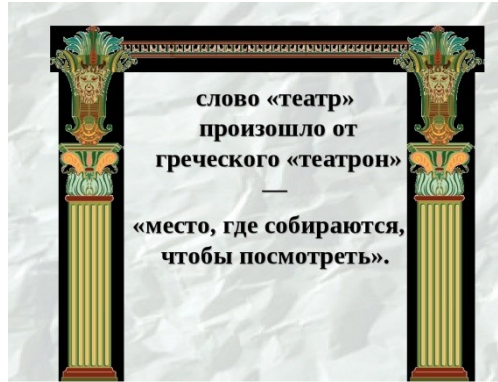 слово «театр»
произошло от
греческого «театрон»
—
«место, где собираются,
чтобы посмотреть».